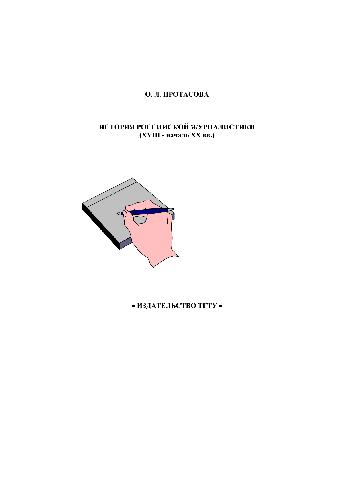 О. Л. ПРОТАСОВА
ИСТОРИЯ РОССИЙСКОЙ ЖУРНАЛИСТИКИ
(XVIII - начало XX вв.)
• ИЗДАТЕЛЬСТВО ТГТУ •